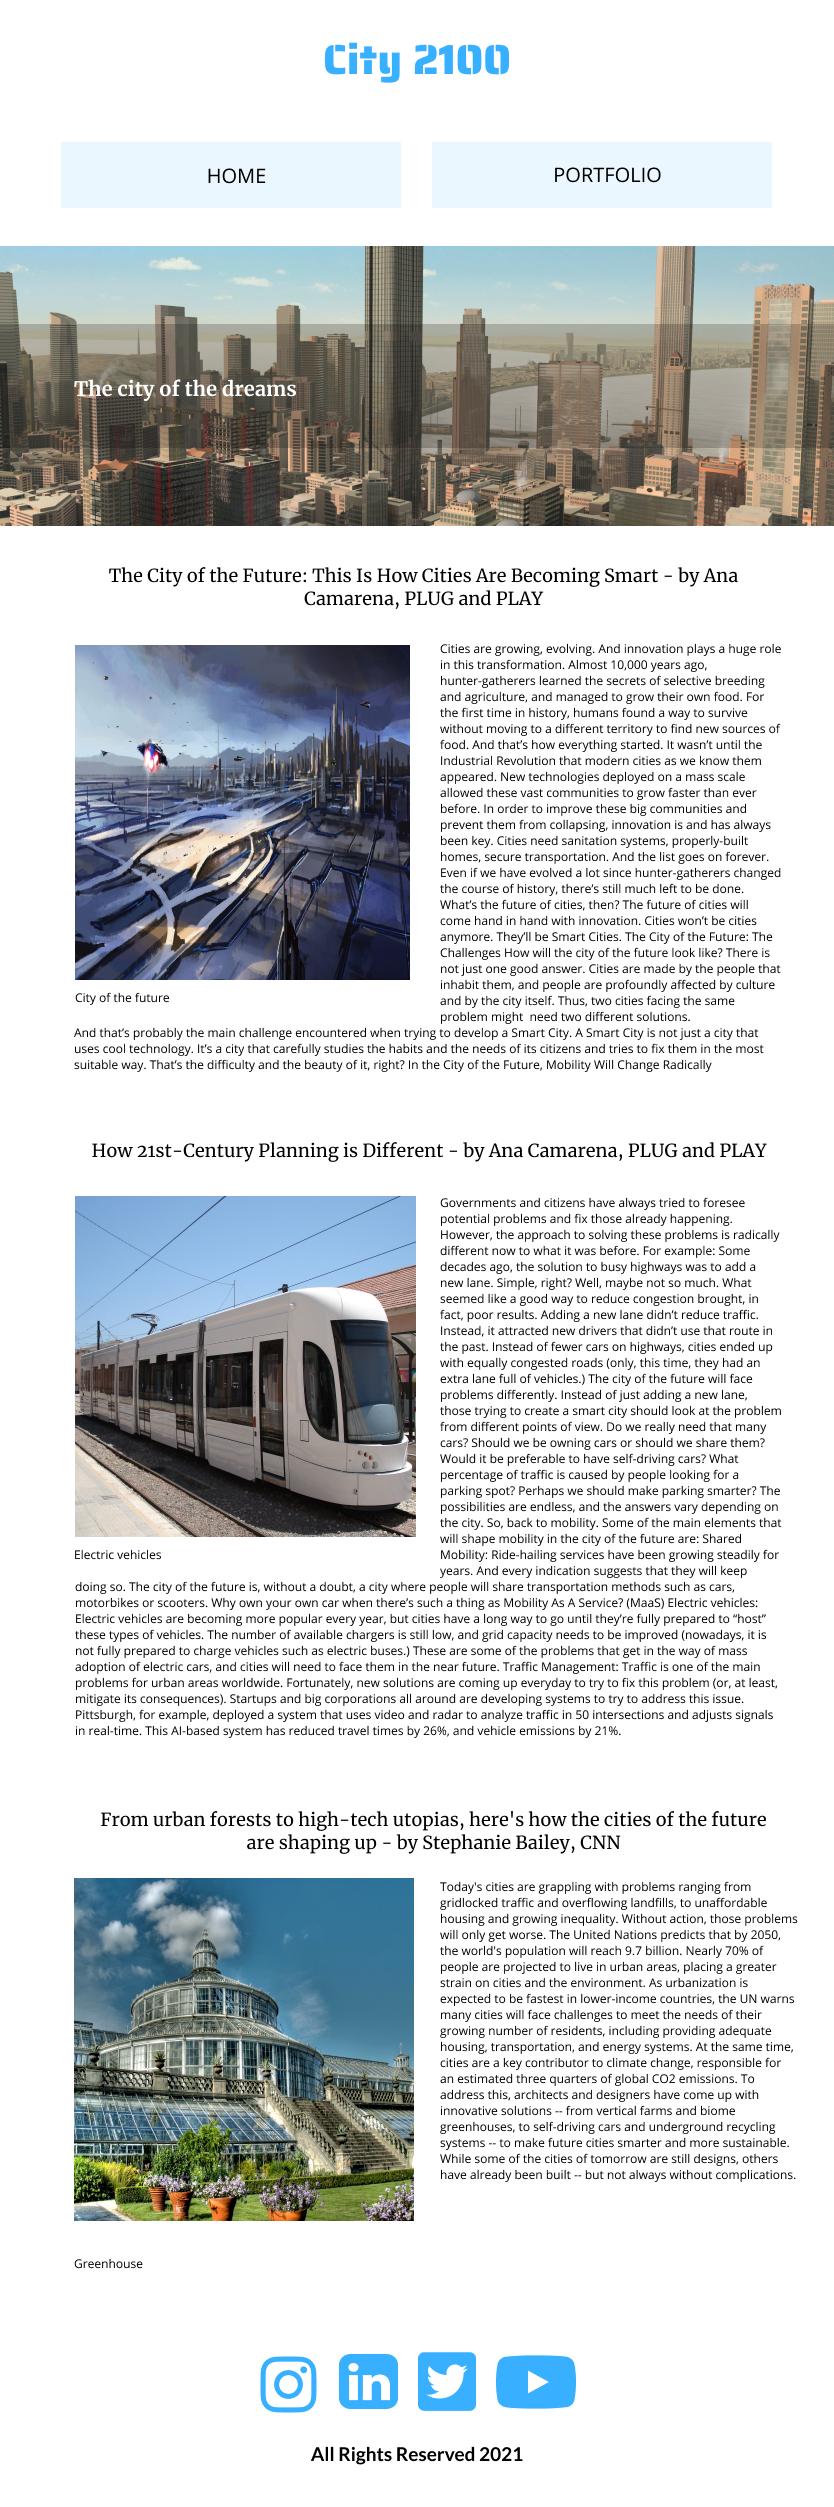 City 2100
HOME
PORTFOLIO
The city of the dreams
The City of the Future: This Is How Cities Are Becoming Smart - by Ana
Camarena, PLUG and PLAY
Cities are growing, evolving. And innovation plays a huge role
in this transformation. Almost 10,000 years ago,
hunter-gatherers learned the secrets of selective breeding
and agriculture, and managed to grow their own food. For
the first time in history, humans found a way to survive
without moving to a different territory to find new sources of
food. And that’s how everything started. It wasn’t until the
Industrial Revolution that modern cities as we know them
appeared. New technologies deployed on a mass scale
allowed these vast communities to grow faster than ever
before. In order to improve these big communities and
prevent them from collapsing, innovation is and has always
been key. Cities need sanitation systems, properly-built
homes, secure transportation. And the list goes on forever.
Even if we have evolved a lot since hunter-gatherers changed
the course of history, there’s still much left to be done.
What’s the future of cities, then? The future of cities will
come hand in hand with innovation. Cities won’t be cities
anymore. They’ll be Smart Cities. The City of the Future: The
Challenges How will the city of the future look like? There is
not just one good answer. Cities are made by the people that
inhabit them, and people are profoundly affected by culture
and by the city itself. Thus, two cities facing the same
problem might  need two different solutions.
City of the future
And that’s probably the main challenge encountered when trying to develop a Smart City. A Smart City is not just a city that
uses cool technology. It’s a city that carefully studies the habits and the needs of its citizens and tries to fix them in the most
suitable way. That’s the difficulty and the beauty of it, right? In the City of the Future, Mobility Will Change Radically
How 21st-Century Planning is Different - by Ana Camarena, PLUG and PLAY
Governments and citizens have always tried to foresee
potential problems and fix those already happening.
However, the approach to solving these problems is radically
different now to what it was before. For example: Some
decades ago, the solution to busy highways was to add a
new lane. Simple, right? Well, maybe not so much. What
seemed like a good way to reduce congestion brought, in
fact, poor results. Adding a new lane didn’t reduce traffic.
Instead, it attracted new drivers that didn’t use that route in
the past. Instead of fewer cars on highways, cities ended up
with equally congested roads (only, this time, they had an
extra lane full of vehicles.) The city of the future will face
problems differently. Instead of just adding a new lane,
those trying to create a smart city should look at the problem
from different points of view. Do we really need that many
cars? Should we be owning cars or should we share them?
Would it be preferable to have self-driving cars? What
percentage of traffic is caused by people looking for a
parking spot? Perhaps we should make parking smarter? The
possibilities are endless, and the answers vary depending on
the city. So, back to mobility. Some of the main elements that
will shape mobility in the city of the future are: Shared
Mobility: Ride-hailing services have been growing steadily for
years. And every indication suggests that they will keep
Electric vehicles
doing so. The city of the future is, without a doubt, a city where people will share transportation methods such as cars,
motorbikes or scooters. Why own your own car when there’s such a thing as Mobility As A Service? (MaaS) Electric vehicles:
Electric vehicles are becoming more popular every year, but cities have a long way to go until they’re fully prepared to “host”
these types of vehicles. The number of available chargers is still low, and grid capacity needs to be improved (nowadays, it is
not fully prepared to charge vehicles such as electric buses.) These are some of the problems that get in the way of mass
adoption of electric cars, and cities will need to face them in the near future. Traffic Management: Traffic is one of the main
problems for urban areas worldwide. Fortunately, new solutions are coming up everyday to try to fix this problem (or, at least,
mitigate its consequences). Startups and big corporations all around are developing systems to try to address this issue.
Pittsburgh, for example, deployed a system that uses video and radar to analyze traffic in 50 intersections and adjusts signals
in real-time. This AI-based system has reduced travel times by 26%, and vehicle emissions by 21%.
From urban forests to high-tech utopias, here's how the cities of the future
are shaping up - by Stephanie Bailey, CNN
Today's cities are grappling with problems ranging from
gridlocked traffic and overflowing landfills, to unaffordable
housing and growing inequality. Without action, those problems
will only get worse. The United Nations predicts that by 2050,
the world's population will reach 9.7 billion. Nearly 70% of
people are projected to live in urban areas, placing a greater
strain on cities and the environment. As urbanization is
expected to be fastest in lower-income countries, the UN warns
many cities will face challenges to meet the needs of their
growing number of residents, including providing adequate
housing, transportation, and energy systems. At the same time,
cities are a key contributor to climate change, responsible for
an estimated three quarters of global CO2 emissions. To
address this, architects and designers have come up with
innovative solutions -- from vertical farms and biome
greenhouses, to self-driving cars and underground recycling
systems -- to make future cities smarter and more sustainable.
While some of the cities of tomorrow are still designs, others
have already been built -- but not always without complications.
Greenhouse
in
All Rights Reserved 2021